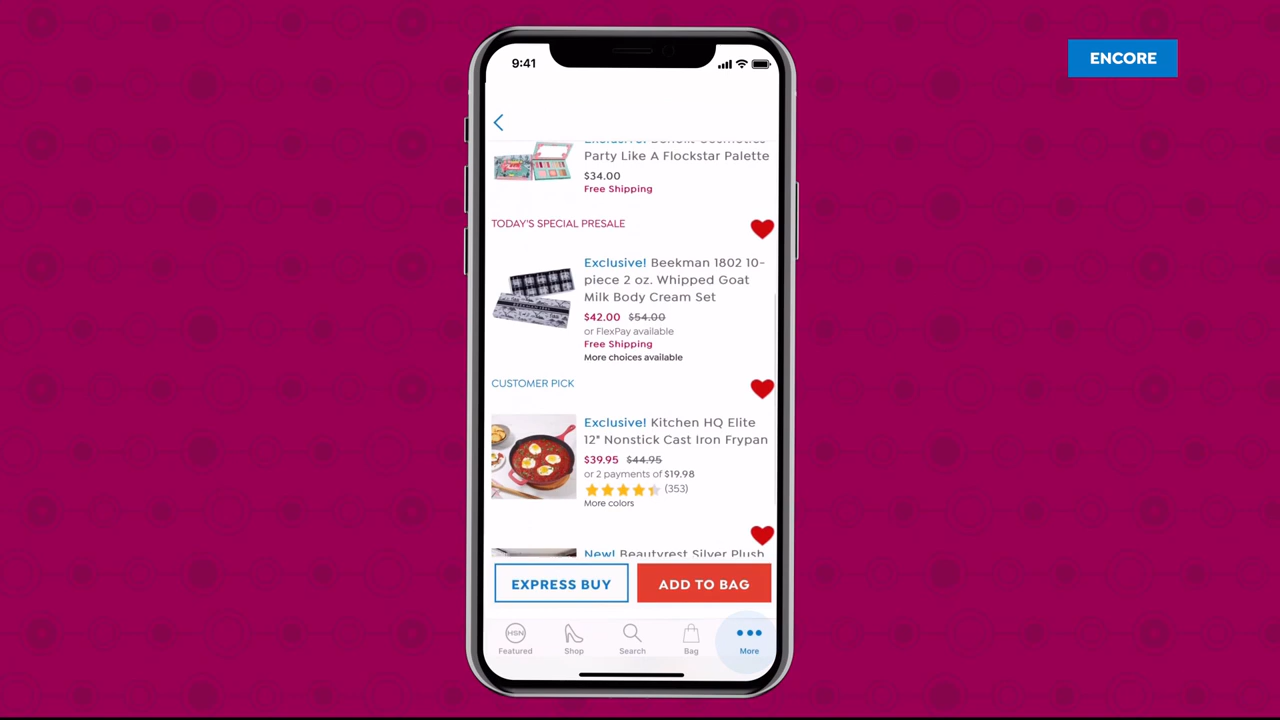 ENCORE
9:41
Exclusive! Benefit Cosmetics
Party Like A Flockstar Palette
$34.00
Free Shipping
TODAY'S SPECIAL PRESALE
Exclusive! Beekman 1802 10-
piece 2 oz. Whipped Goat
Milk Body Cream Set
$42.00 $54.00
or FlexPay available
Free Shipping
More choices available
CUSTOMER PICK
Exclusive! Kitchen HQ Elite
12" Nonstick Cast Iron Frypan
$39.95 $44.95
or 2 payments of $19.98
(353)
More colors
New! Beautyrest Silver Plush
EXPRESS BUY
ADD TO BAG
HSN
Featured
Shop
Search
Bag
More